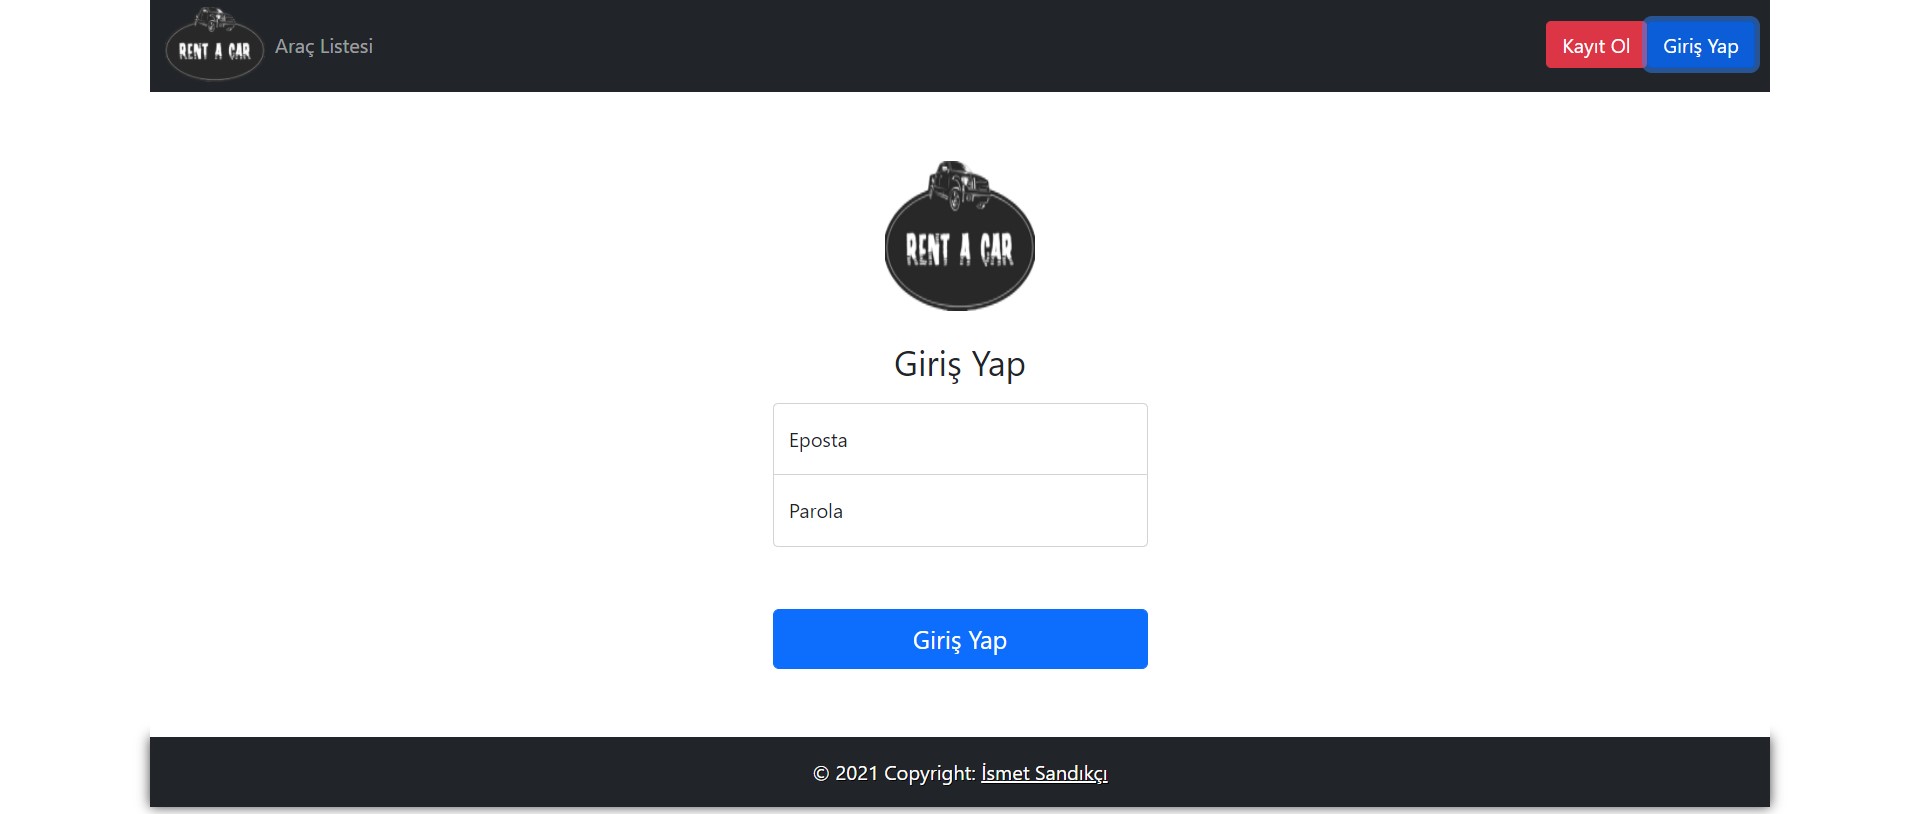 RENT A CAR
Araç Listesi
Kayıt Ol
Giriş Yap
RENT A CAR
Giriş Yap
Eposta
Parola
Giriş Yap
© 2021 Copyright: İsmet Sandıkçı